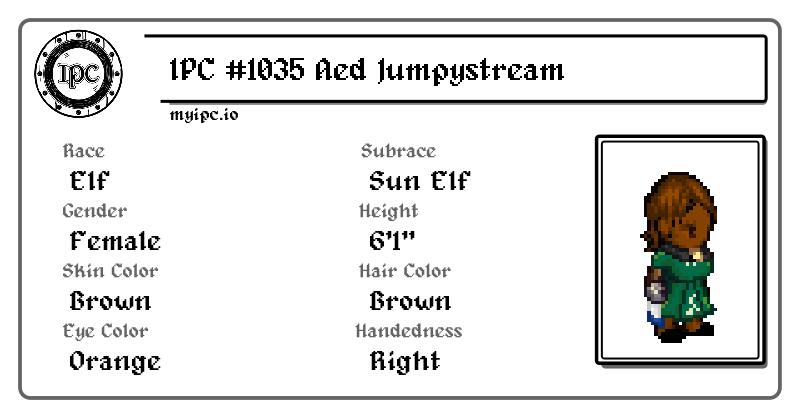 IPC
IPC #1035 Aed Jumpystream
myipc.io
Race
Subrace
Elf
Sun Elf
Gender
Height
Female
6'1"
Skin Color
Hair Color
Brown
Brown
Eye Color
Handedness
Orange
Right